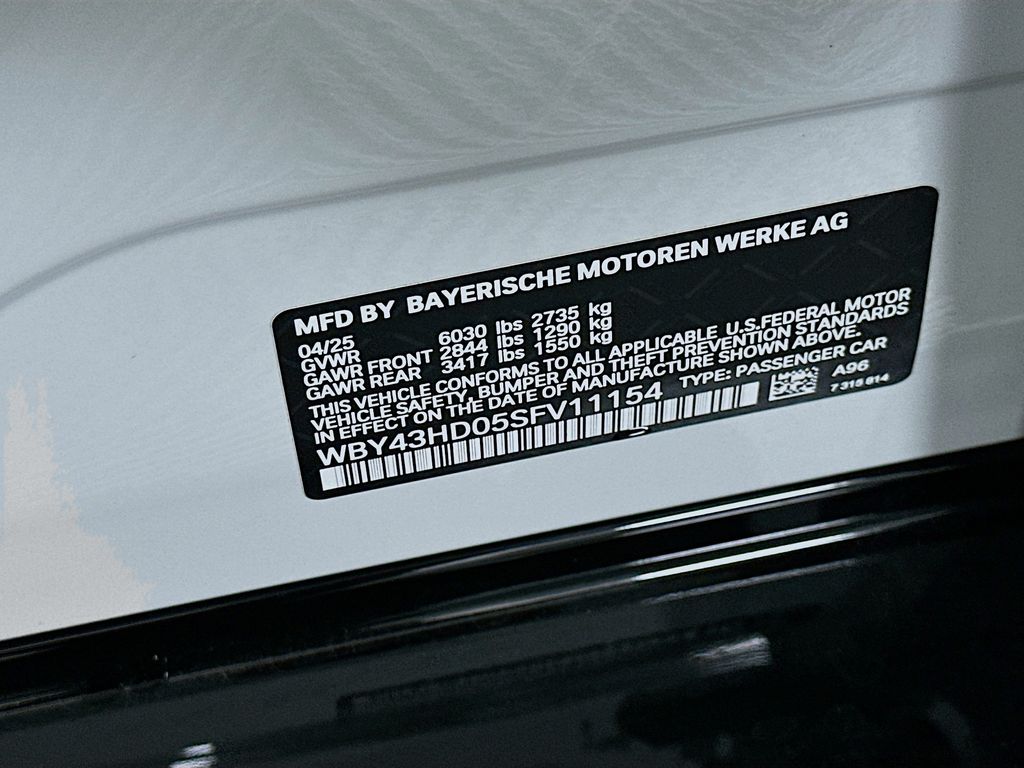 MFD BY BAYERISCHE MOTOREN WERKE AG
04/25
GVWR 6030 lbs 2735 kg
GAWR FRONT 2844 lbs 1290 kg
GAWR REAR 3417 lbs 1550 kg
THIS VEHICLE CONFORMS TO ALL APPLICABLE U.S.FEDERAL MOTOR
VEHICLE SAFETY, BUMPER AND THEFT PREVENTION STANDARDS
IN EFFECT ON THE DATE OF MANUFACTURE SHOWN ABOVE.
WBY43HD05SFV11154 TYPE: PASSENGER CAR
A96
7 315 614